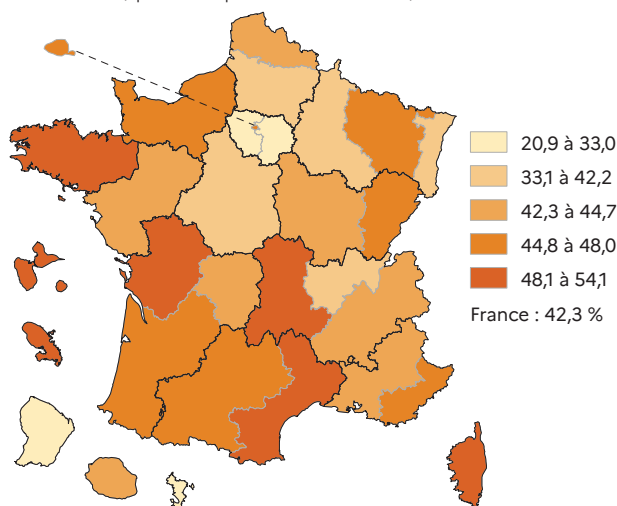 20,9 à 33,0
33,1 à 42,2
42,3 à 44,7
44,8 à 48,0
48,1 à 54,1
France : 42,3 %